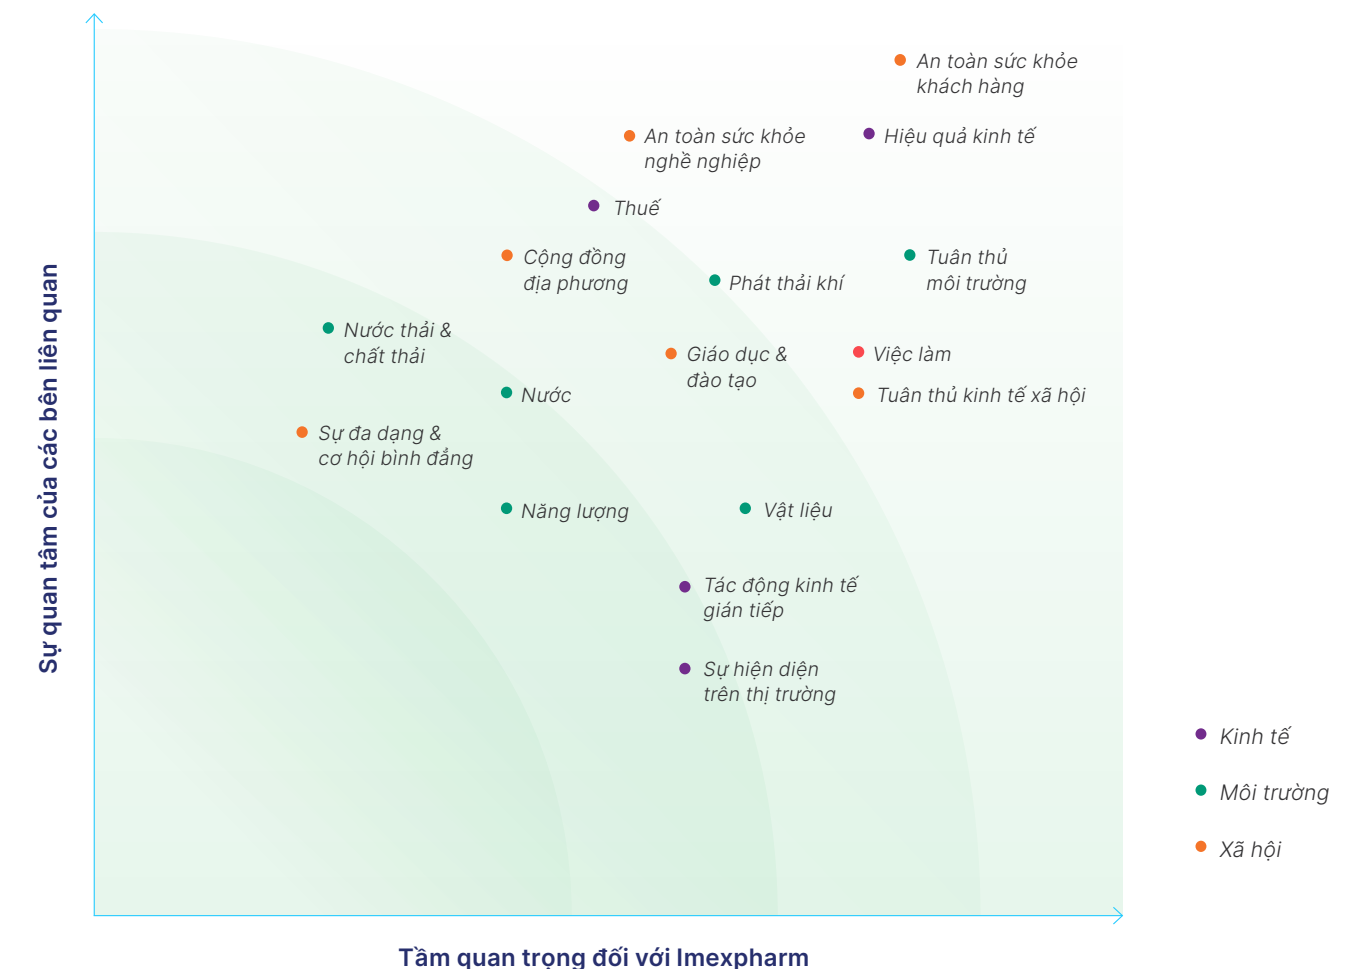 An toàn sức khỏe
khách hàng
An toàn sức khỏe
nghề nghiệp
Hiệu quả kinh tế
Thuế
Cộng đồng
địa phương
Phát thải khí
Tuân thủ
môi trường
Nước thải &
chất thải
Giáo dục &
đào tạo
Việc làm
Nước
Tuân thủ kinh tế xã hội
Sự đa dạng &
cơ hội bình đẳng
Năng lượng
Vật liệu
Tác động kinh tế
gián tiếp
Sự hiện diện
trên thị trường
Sự quan tâm của các bên liên quan
Tầm quan trọng đối với Imexpharm
Kinh tế
Môi trường
Xã hội